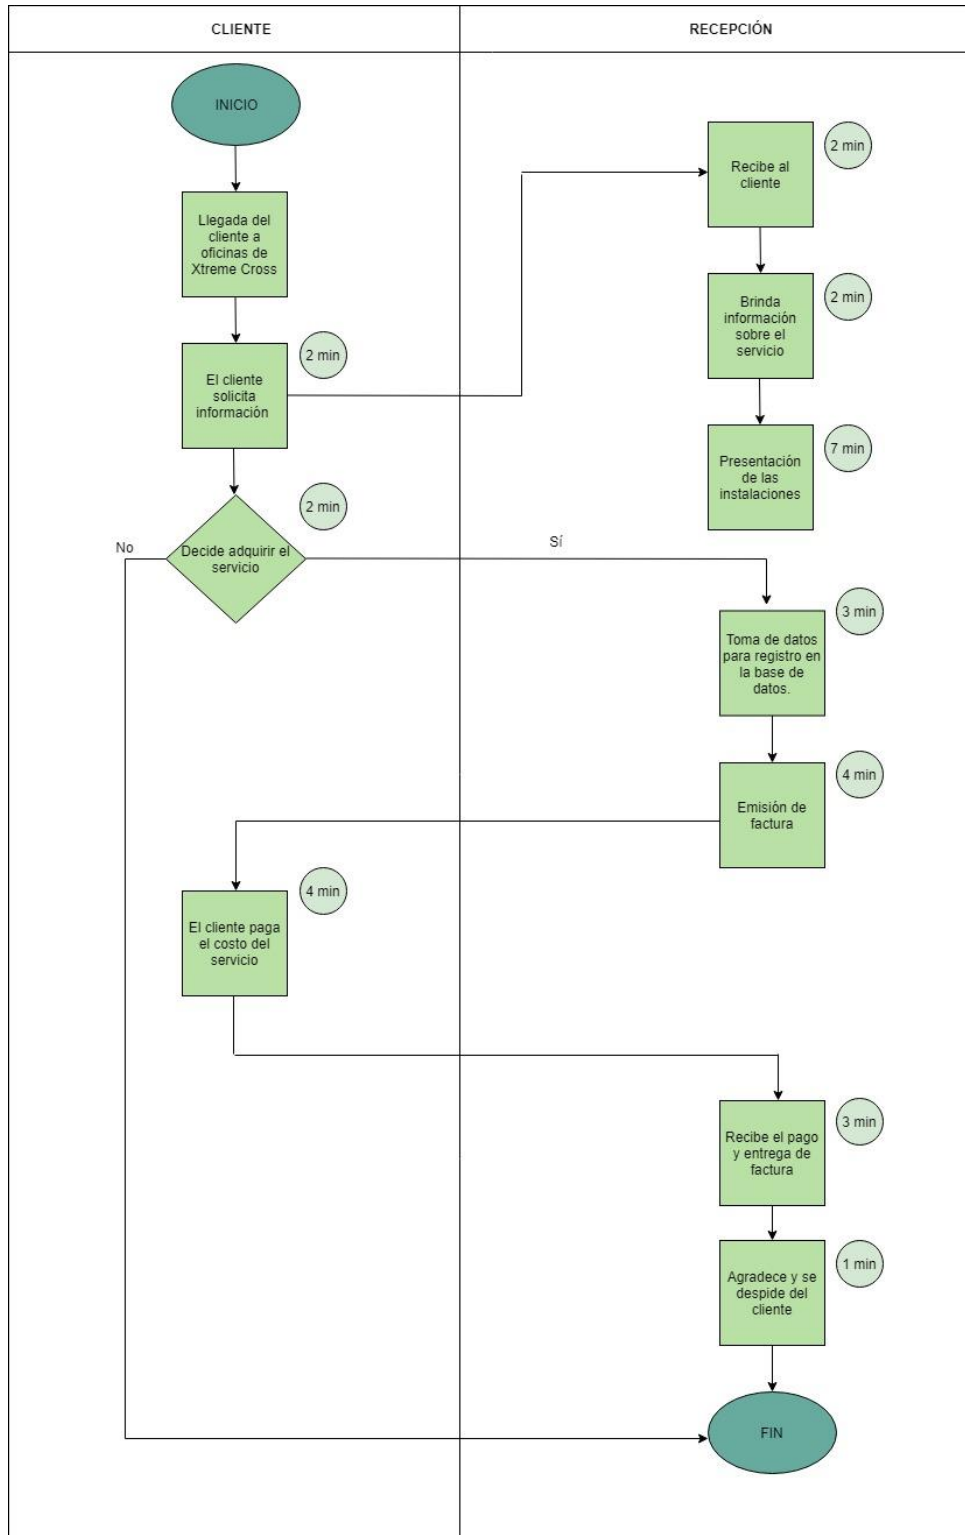 CLIENTE
RECEPCIÓN
INICIO
2 min
Recibe al
cliente
Llegada del
cliente a
oficinas de
Xtreme Cross
2 min
Brinda
información
sobre el
servicio
2 min
El cliente
solicita
información
7 min
Presentación
de las
instalaciones
2 min
No
Decide adquirir el
servicio
Sí
3 min
Toma de datos
para registro en
la base de
datos.
4 min
Emisión de
factura
4 min
El cliente paga
el costo del
servicio
3 min
Recibe el pago
y entrega de
factura
1 min
Agradece y se
despide del
cliente
FIN